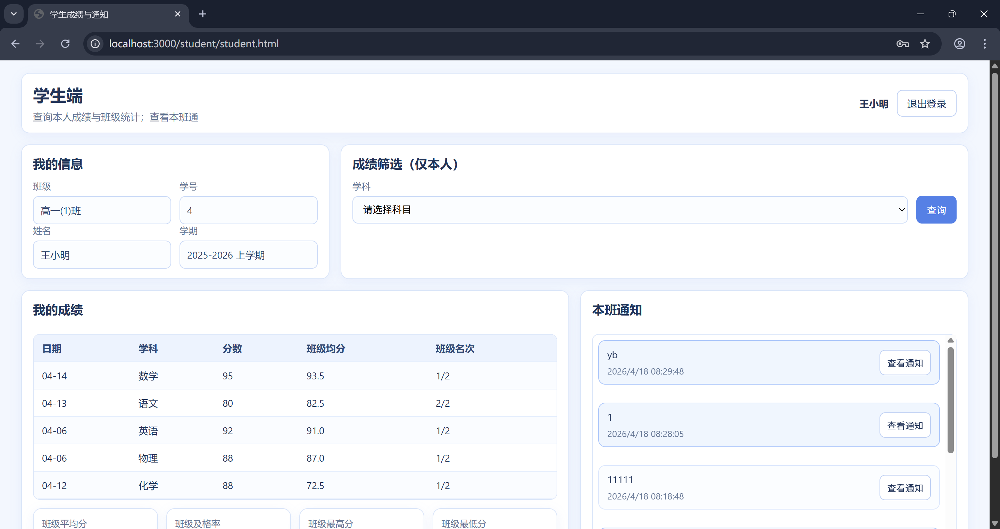 学生成绩与通知
localhost:3000/student/student.html
学生端
查询本人成绩与班级统计；查看本班通
王小明
退出登录
我的信息
班级
学号
高一(1)班
4
姓名
学期
王小明
2025-2026 上学期
成绩筛选（仅本人）
学科
请选择科目
查询
我的成绩
日期 学科 分数 班级均分 班级名次
04-14 数学 95 93.5 1/2
04-13 语文 80 82.5 2/2
04-06 英语 92 91.0 1/2
04-06 物理 88 87.0 1/2
04-12 化学 88 72.5 1/2
班级平均分
班级及格率
班级最高分
班级最低分
本班通知
yb
2026/4/18 08:29:48
查看通知
1
2026/4/18 08:28:05
查看通知
11111
2026/4/18 08:18:48
查看通知